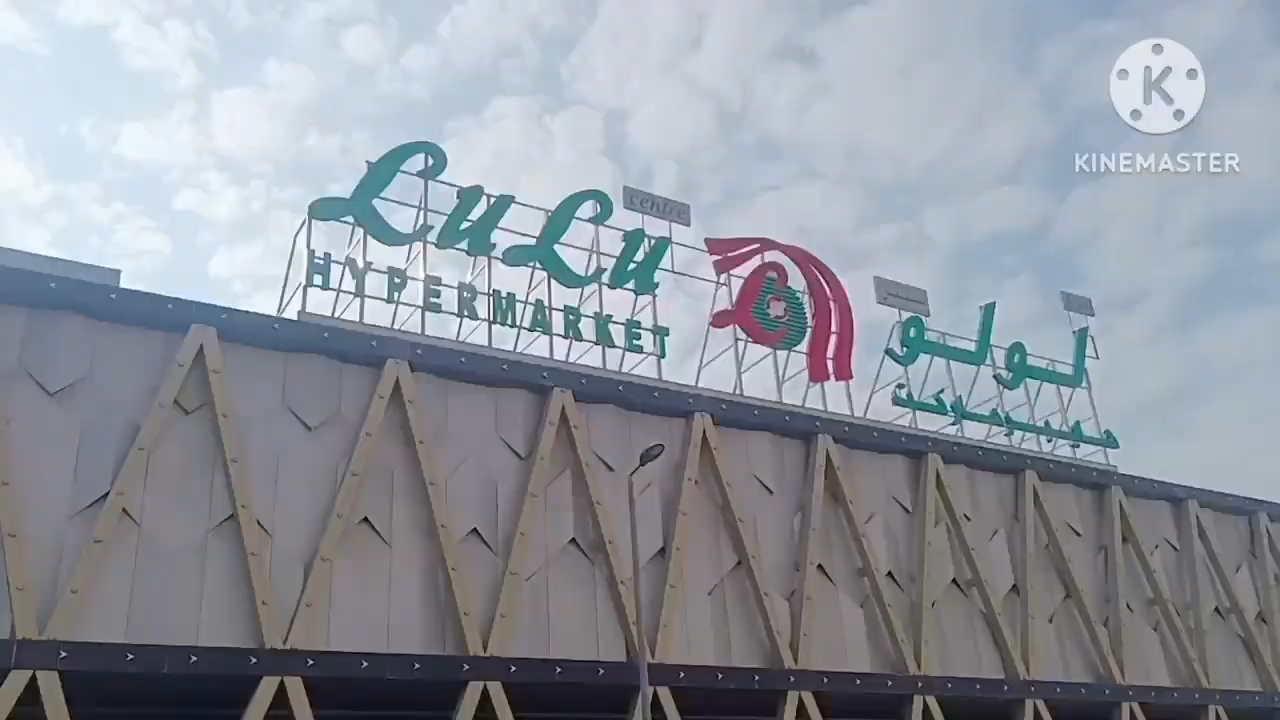 LuLu
centre
HYPERMARKET
لولو
هايبرماركت
K
KINEMASTER